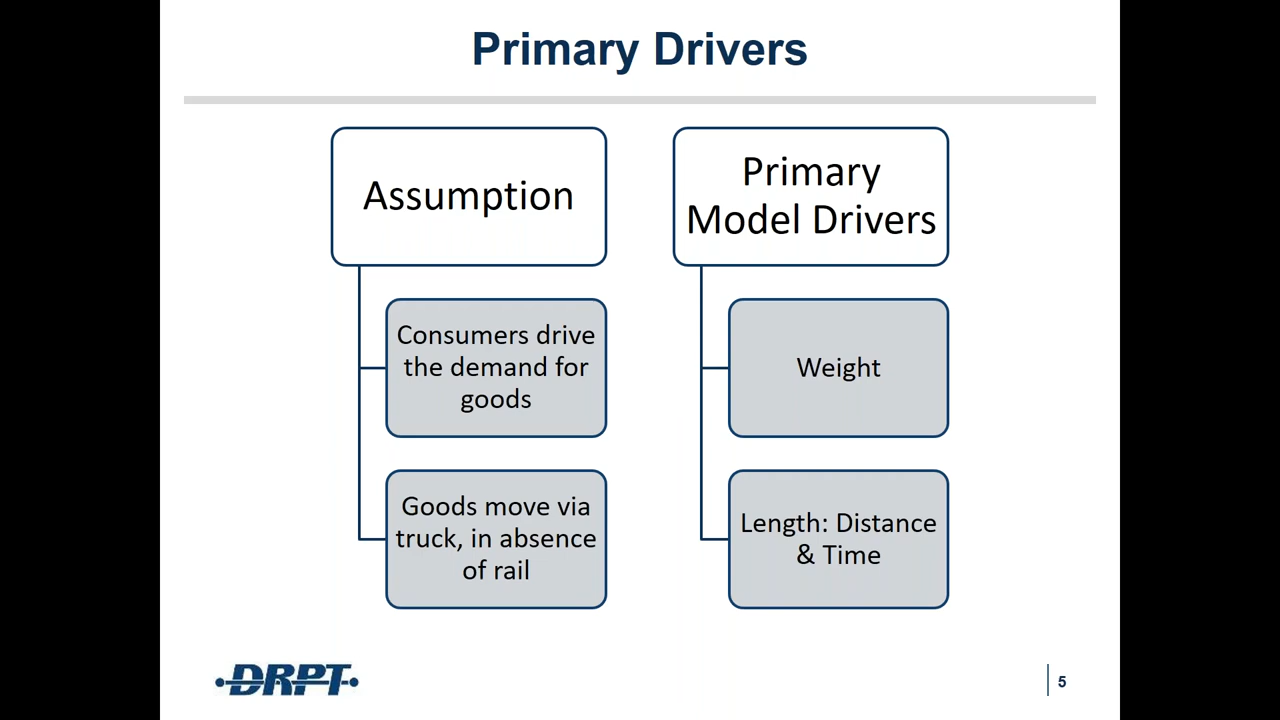 Primary Drivers
Assumption
Consumers drive
the demand for
goods
Goods move via
truck, in absence
of rail
Primary
Model Drivers
Weight
Length: Distance
& Time
DRPT
5